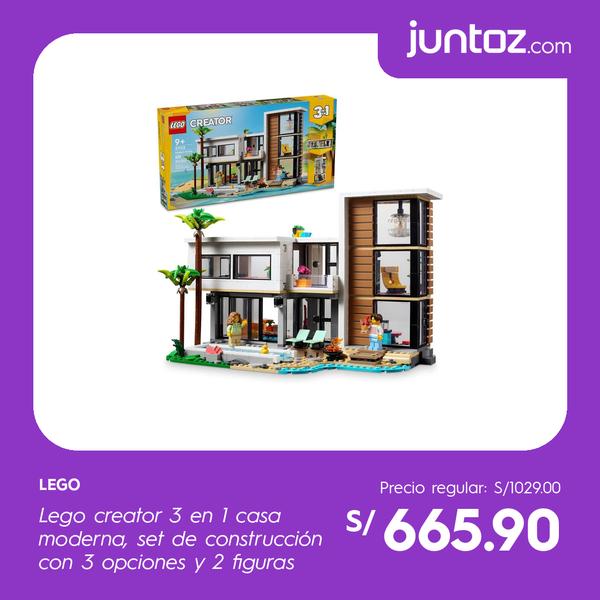 juntoz.com
LEGO CREATOR
3in1
9+
LEGO
Precio regular: S/1029.00
Lego creator 3 en 1 casa
moderna, set de construcción
con 3 opciones y 2 figuras
S/ 665.90